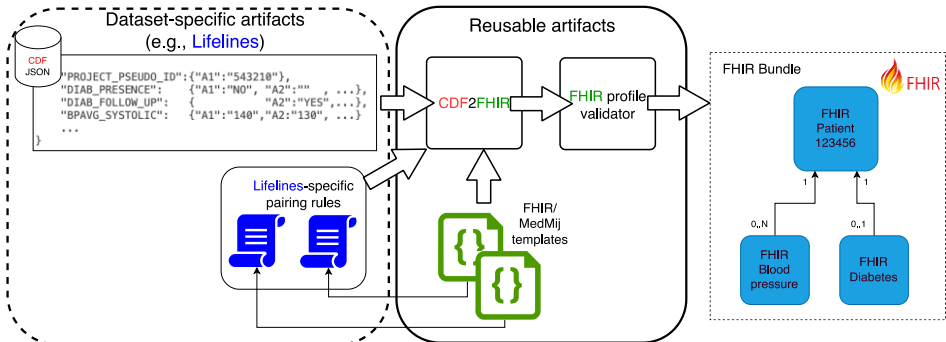 Dataset-specific artifacts
(e.g., Lifelines)
CDF
JSON
"PROJECT_PSEUDO_ID":{"A1":"543210"},
"DIAB_PRESENCE": {"A1":"NO", "A2":"" , ...},
"DIAB_FOLLOW_UP": { "A2":"YES",...},
"BPAVG_SYSTOLIC": {"A1":"140","A2":"130", ...}
...
}
Lifelines-specific
pairing rules
Reusable artifacts
CDF2FHIR
FHIR profile
validator
FHIR/
MedMij
templates
{}
{}
FHIR Bundle
FHIR
FHIR
Patient
123456
1
1
0..N
0..1
FHIR
Blood
pressure
FHIR
Diabetes